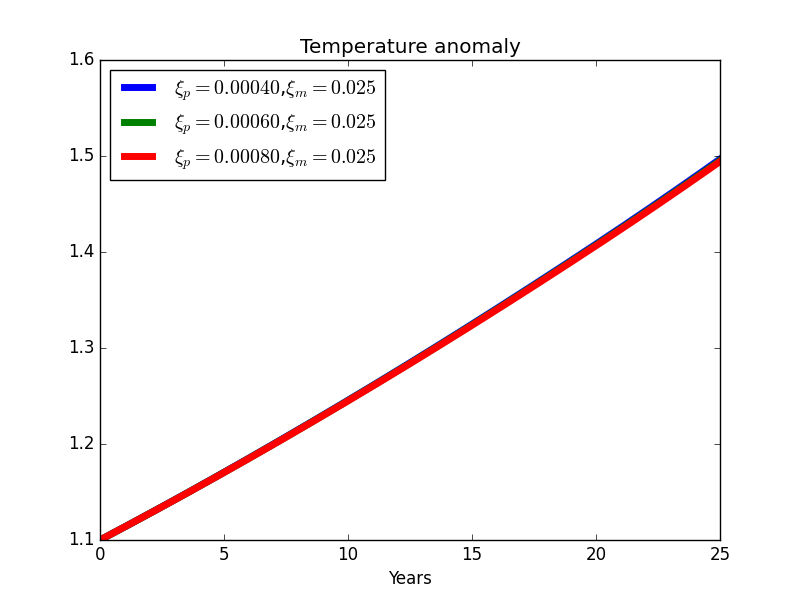 Temperature anomaly
1.6
1.5
1.4
1.3
1.2
1.1
ξₚ = 0.00040,ξₘ = 0.025
ξₚ = 0.00060,ξₘ = 0.025
ξₚ = 0.00080,ξₘ = 0.025
0 5 10 15 20 25
Years